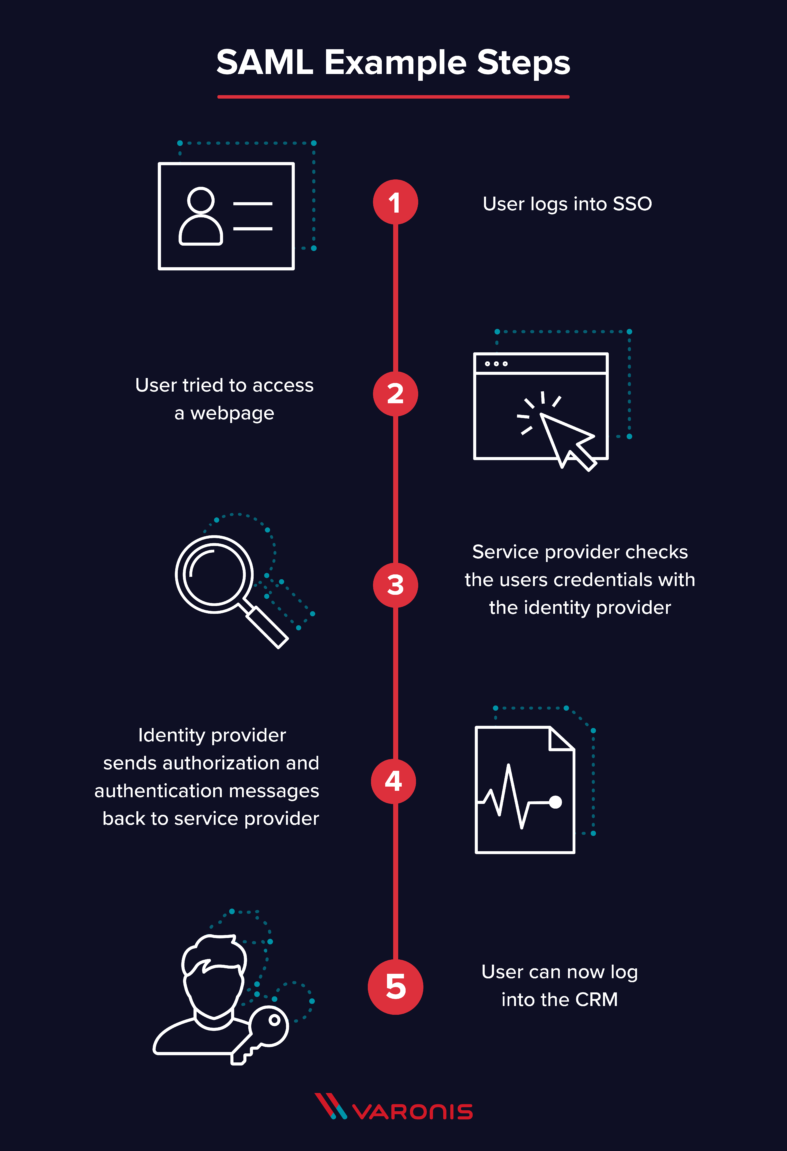 SAML Example Steps
1
User logs into SSO
User tried to access
a webpage
2
3
Service provider checks
the users credentials with
the identity provider
Identity provider
sends authorization and
authentication messages
back to service provider
4
5
User can now log
into the CRM
VARONIS